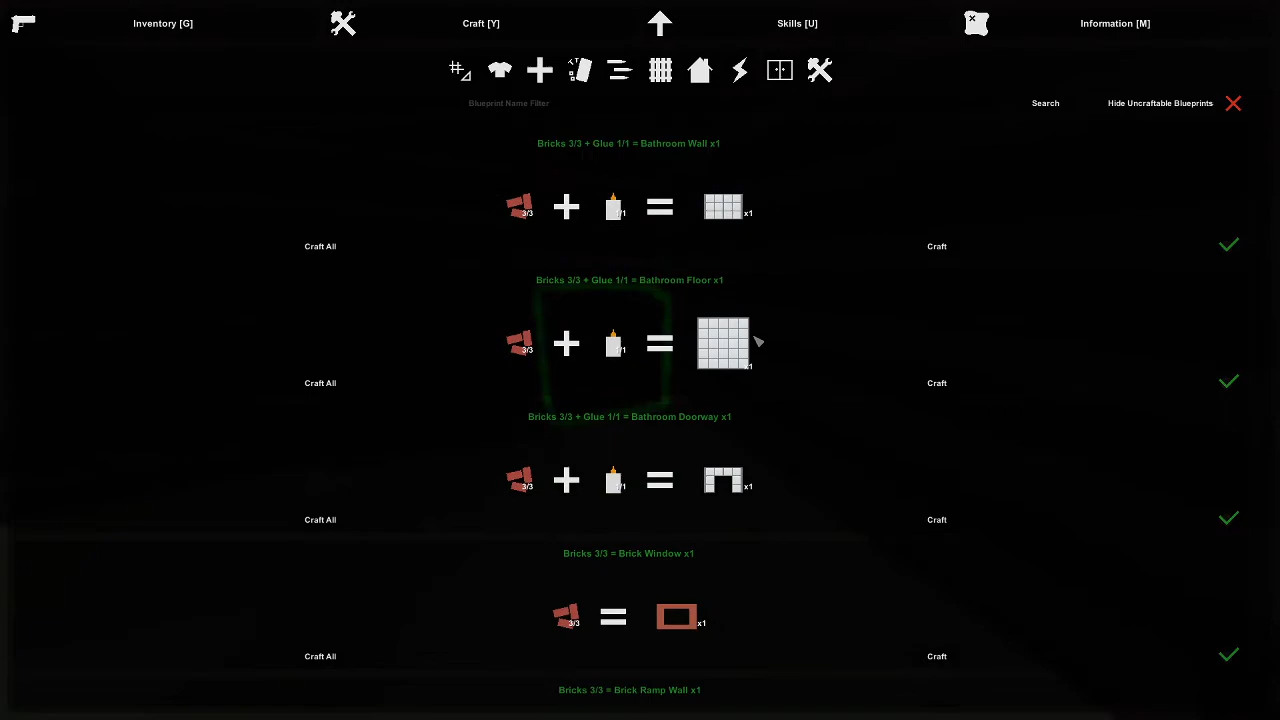 Inventory [G]
Craft [Y]
Skills [U]
Information [M]
Blueprint Name Filter
Search
Hide Uncraftable Blueprints
Bricks 3/3 + Glue 1/1 = Bathroom Wall x1
3/3
1/1
x1
Craft All
Craft
Bricks 3/3 + Glue 1/1 = Bathroom Floor x1
3/3
1/1
x1
Craft All
Craft
Bricks 3/3 + Glue 1/1 = Bathroom Doorway x1
3/3
1/1
x1
Craft All
Craft
Bricks 3/3 = Brick Window x1
3/3
x1
Craft All
Craft
Bricks 3/3 = Brick Ramp Wall x1